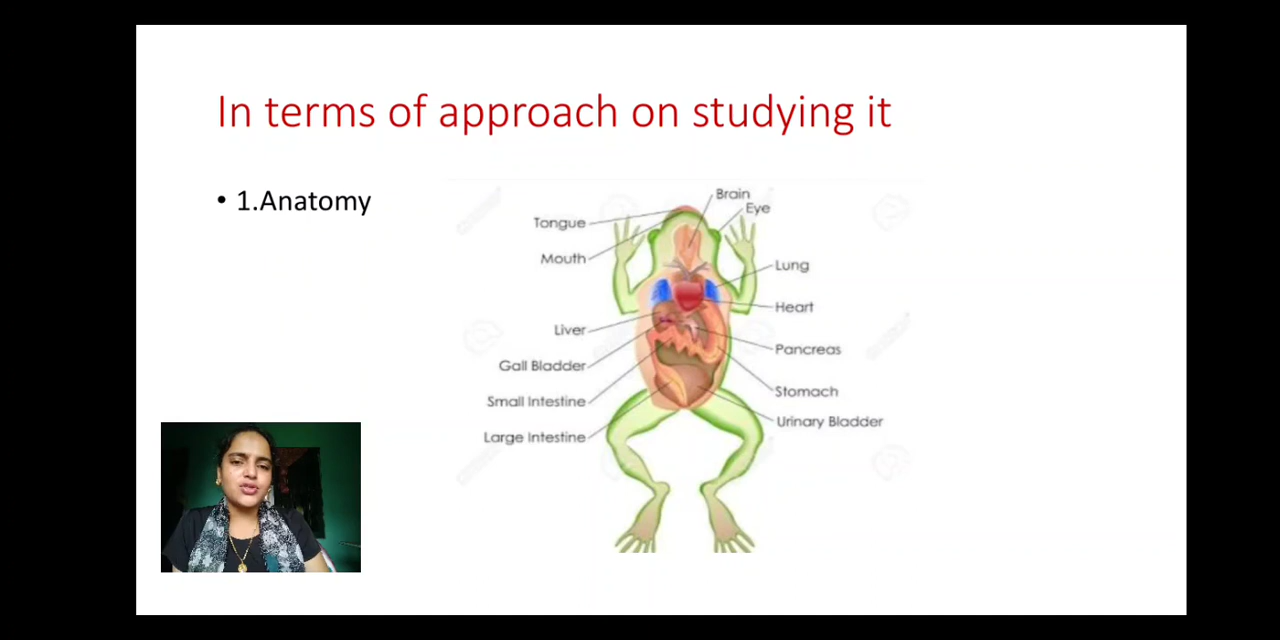 In terms of approach on studying it
• 1.Anatomy
Brain
Eye
Tongue
Mouth
Lung
Heart
Liver
Pancreas
Gall Bladder
Stomach
Small Intestine
Urinary Bladder
Large Intestine